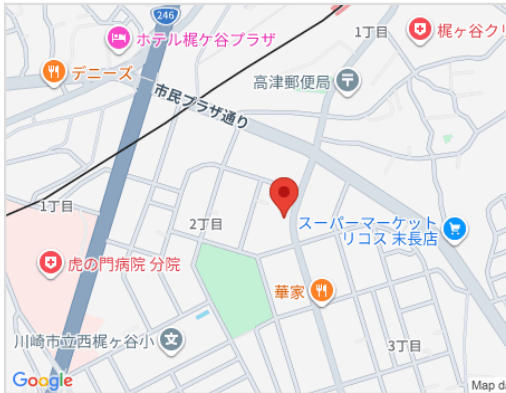 246
1丁目
ホテル梶ケ谷プラザ
梶ヶ谷クリ
デニーズ
高津郵便局
市民プラザ通り
1丁目
2丁目
スーパーマーケット
リコス 末長店
虎の門病院 分院
華家
川崎市立西梶ヶ谷小
文
3丁目
Google
Map da